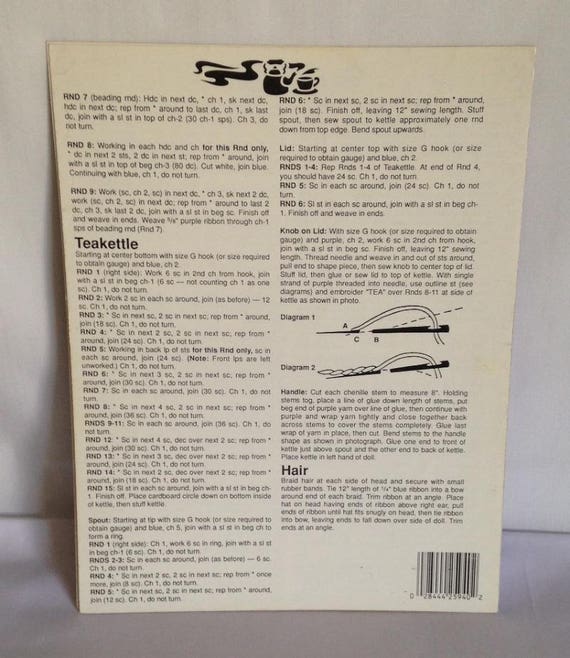 RND 7 (beading rnd): Hdc in next dc, * ch 1, sk next dc,
hdc in next dc; rep from * around to last dc, ch 1, sk last
dc, join with a sl st in top of ch-2 (30 ch-1 sps). Ch 3, do
not turn.
RND 8: Working in each hdc and ch for this Rnd only,
* dc in next 2 sts, 2 dc in next st; rep from * around, join
with a sl st in top of beg ch-3 (80 dc). Cut white, join blue.
Continuing with blue, ch 1, do not turn.
RND 9: Work (sc, ch 2, sc) in next dc, * ch 3, sk next 2 dc,
work (sc, ch 2, sc) in next dc; rep from * around to last 2
dc, ch 3, sk last 2 dc, join with a sl st in beg sc. Finish off
and weave in ends. Weave 5/8" purple ribbon through ch-1
sps of beading rnd (Rnd 7).
Teakettle
Starting at center bottom with size G hook (or size required
to obtain gauge) and blue, ch 2.
RND 1 (right side): Work 6 sc in 2nd ch from hook, join
with a sl st in beg ch-1 (6 sc — not counting ch 1 as one
sc). Ch 1, do not turn.
RND 2: Work 2 sc in each sc around, join (as before) — 12
sc. Ch 1, do not turn.
RND 3: * Sc in next sc, 2 sc in next sc; rep from * around,
join (18 sc). Ch 1, do not turn.
RND 4: * Sc in next 2 sc, 2 sc in next sc; rep from *
around, join (24 sc). Ch 1, do not turn.
RND 5: Working in back lp of sts for this Rnd only, sc in
each sc around, join (24 sc). (Note: Front lps are left
unworked.) Ch 1, do not turn.
RND 6: * Sc in next 3 sc, 2 sc in next sc; rep from *
around, join (30 sc). Ch 1, do not turn.
RND 7: Sc in each sc around, join (30 sc). Ch 1, do not
turn.
RND 8: * Sc in next 4 sc, 2 sc in next sc; rep from *
around, join (36 sc). Ch 1, do not turn.
RNDS 9-11: Sc in each sc around, join (36 sc). Ch 1, do
not turn.
RND 12: * Sc in next 4 sc, dec over next 2 sc; rep from *
around, join (30 sc). Ch 1, do not turn.
RND 13: * Sc in next 3 sc, dec over next 2 sc; rep from *
around, join (24 sc). Ch 1, do not turn.
RND 14: * Sc in next 2 sc, dec over next 2 sc; rep from *
around, join (18 sc). Ch 1, do not turn.
RND 15: Sl st in each sc around, join with a sl st in beg ch-
1. Finish off. Place cardboard circle down on bottom inside
of kettle, then stuff kettle.
Spout: Starting at tip with size G hook (or size required to
obtain gauge) and blue, ch 5, join with a sl st in beg ch to
form a ring.
RND 1 (right side): Ch 1, work 6 sc in ring, join with a sl st
in beg ch-1 (6 sc). Ch 1, do not turn.
RNDS 2-3: Sc in each sc around, join (as before) — 6 sc.
Ch 1, do not turn.
RND 4: * Sc in next 2 sc, 2 sc in next sc; rep from * once
more, join (8 sc). Ch 1, do not turn.
RND 5: * Sc in next sc, 2 sc in next sc; rep from * around,
join (12 sc). Ch 1, do not turn.
RND 6: * Sc in next sc, 2 sc in next sc; rep from * around,
join (18 sc). Finish off, leaving 12" sewing length. Stuff
spout, then sew spout to kettle approximately one rnd
down from top edge. Bend spout upwards.
Lid: Starting at center top with size G hook (or size
required to obtain gauge) and blue, ch 2.
RNDS 1-4: Rep Rnds 1-4 of Teakettle. At end of Rnd 4,
you should have 24 sc. Ch 1, do not turn.
RND 5: Sc in each sc around, join (24 sc). Ch 1, do not
turn.
RND 6: Sl st in each sc around, join with a sl st in beg ch-
1. Finish off and weave in ends.
Knob on Lid: With size G hook (or size required to obtain
gauge) and purple, ch 2, work 6 sc in 2nd ch from hook, join
with a sl st in beg sc. Finish off, leaving 12" sewing length.
Thread needle and weave in and out of sts around,
pull end to shape piece, then sew knob to center top of lid.
Stuff lid, then glue or sew lid to top of kettle. With single
strand of purple threaded into needle, use outline st (see
diagrams) and embroider "TEA" over Rnds 8-11 at side of
kettle as shown in photo.
Diagram 1
A
C B
Diagram 2
Handle: Cut each chenille stem to measure 8". Holding
stems tog, place a line of glue down length of stems, put
beg end of purple yarn over line of glue, then continue with
purple and wrap yarn tightly and close together back
across stems to cover the stems completely. Glue last
wrap of yarn in place, then cut. Bend stems to the handle
shape as shown in photograph. Glue one end to front of
kettle just above spout and the other end to back of kettle.
Place kettle in left hand of doll.
Hair
Braid hair at each side of head and secure with small
rubber bands. Tie 12" length of 1/4" blue ribbon into a bow
around end of each braid. Trim ribbon at an angle. Place
hat on head having ends of ribbon above right ear, pull
ends of ribbon until hat fits snugly on head, then tie ribbon
into bow, leaving ends to fall down over side of doll. Trim
ends at an angle.
0 28444 25940 2